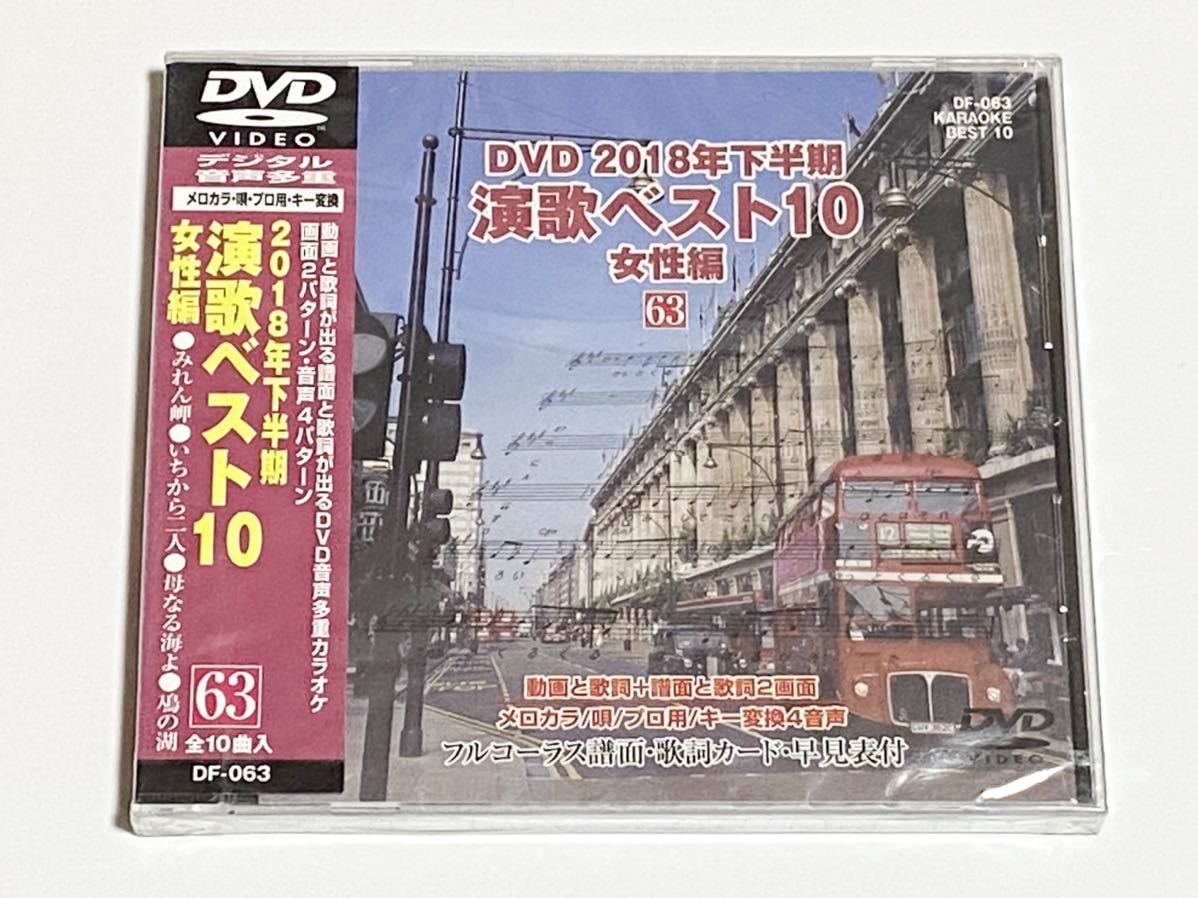 DVD
VIDEO
デジタル
音声多重
メロカラ・唄・プロ用・キー変換
動画と歌詞が出る譜面と歌詞が出るDVD音声多重カラオケ
画面2パターン・音声4パターン
2018年下半期
演歌ベスト10
女性編
●みれん岬●いちから二人●母なる海よ●鳰の湖
63
全10曲入
DF-063
DF-063
KARAOKE
BEST 10
DVD 2018年下半期
演歌ベスト10
女性編
63
12
動画と歌詞+譜面と歌詞2画面
メロカラ/唄/プロ用/キー変換4音声
フルコーラス譜面・歌詞カード・早見表付
DVD
VIDEO